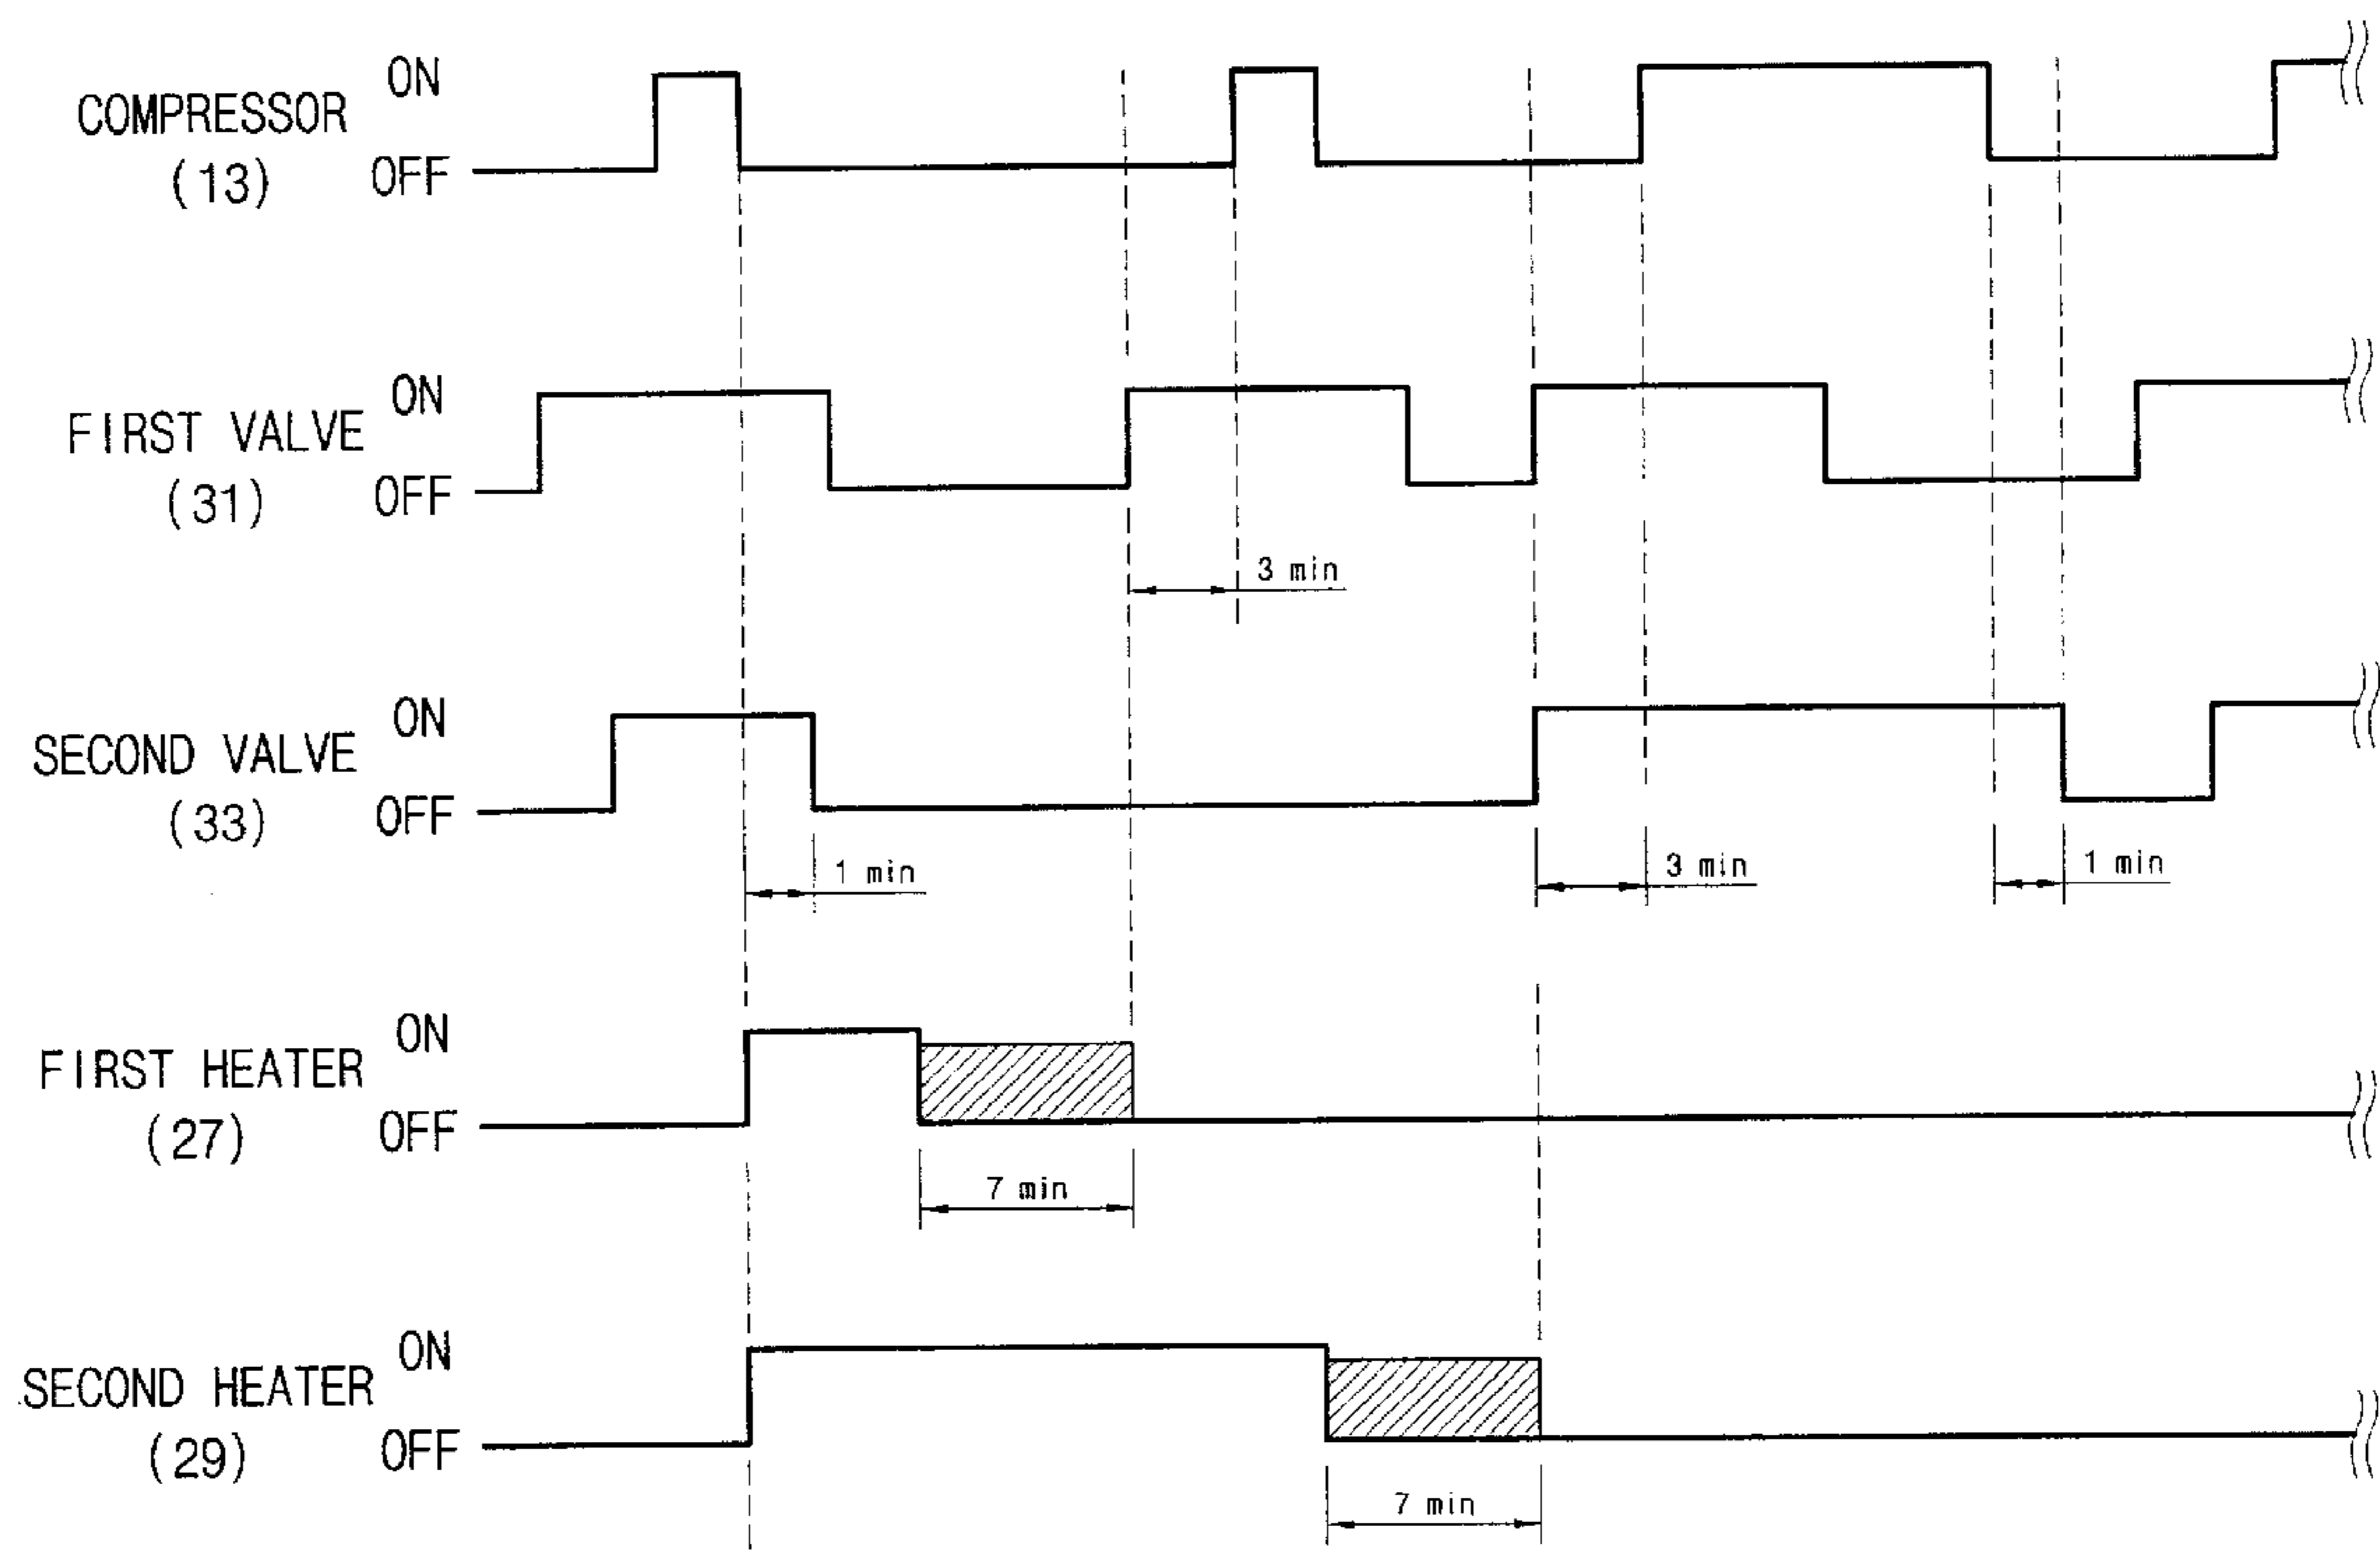 COMPRESSOR
(13)
ON
OFF
FIRST VALVE
(31)
ON
OFF
3 min
SECOND VALVE
(33)
ON
OFF
1 min
3 min
1 min
FIRST HEATER
(27)
ON
OFF
7 min
SECOND HEATER
(29)
ON
OFF
7 min